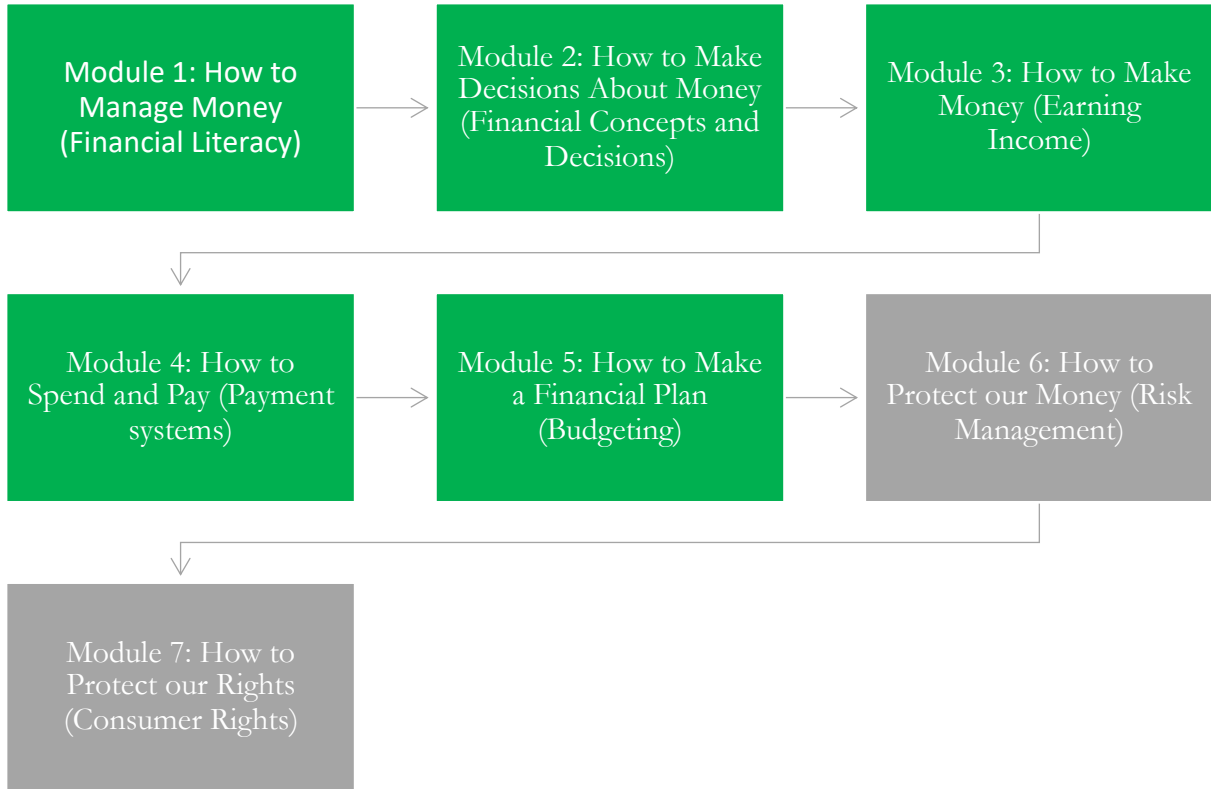 Module 1: How to
Manage Money
(Financial Literacy)
Module 2: How to Make
Decisions About Money
(Financial Concepts and
Decisions)
Module 3: How to Make
Money (Earning
Income)
Module 4: How to
Spend and Pay (Payment
systems)
Module 5: How to Make
a Financial Plan
(Budgeting)
Module 6: How to
Protect our Money (Risk
Management)
Module 7: How to
Protect our Rights
(Consumer Rights)